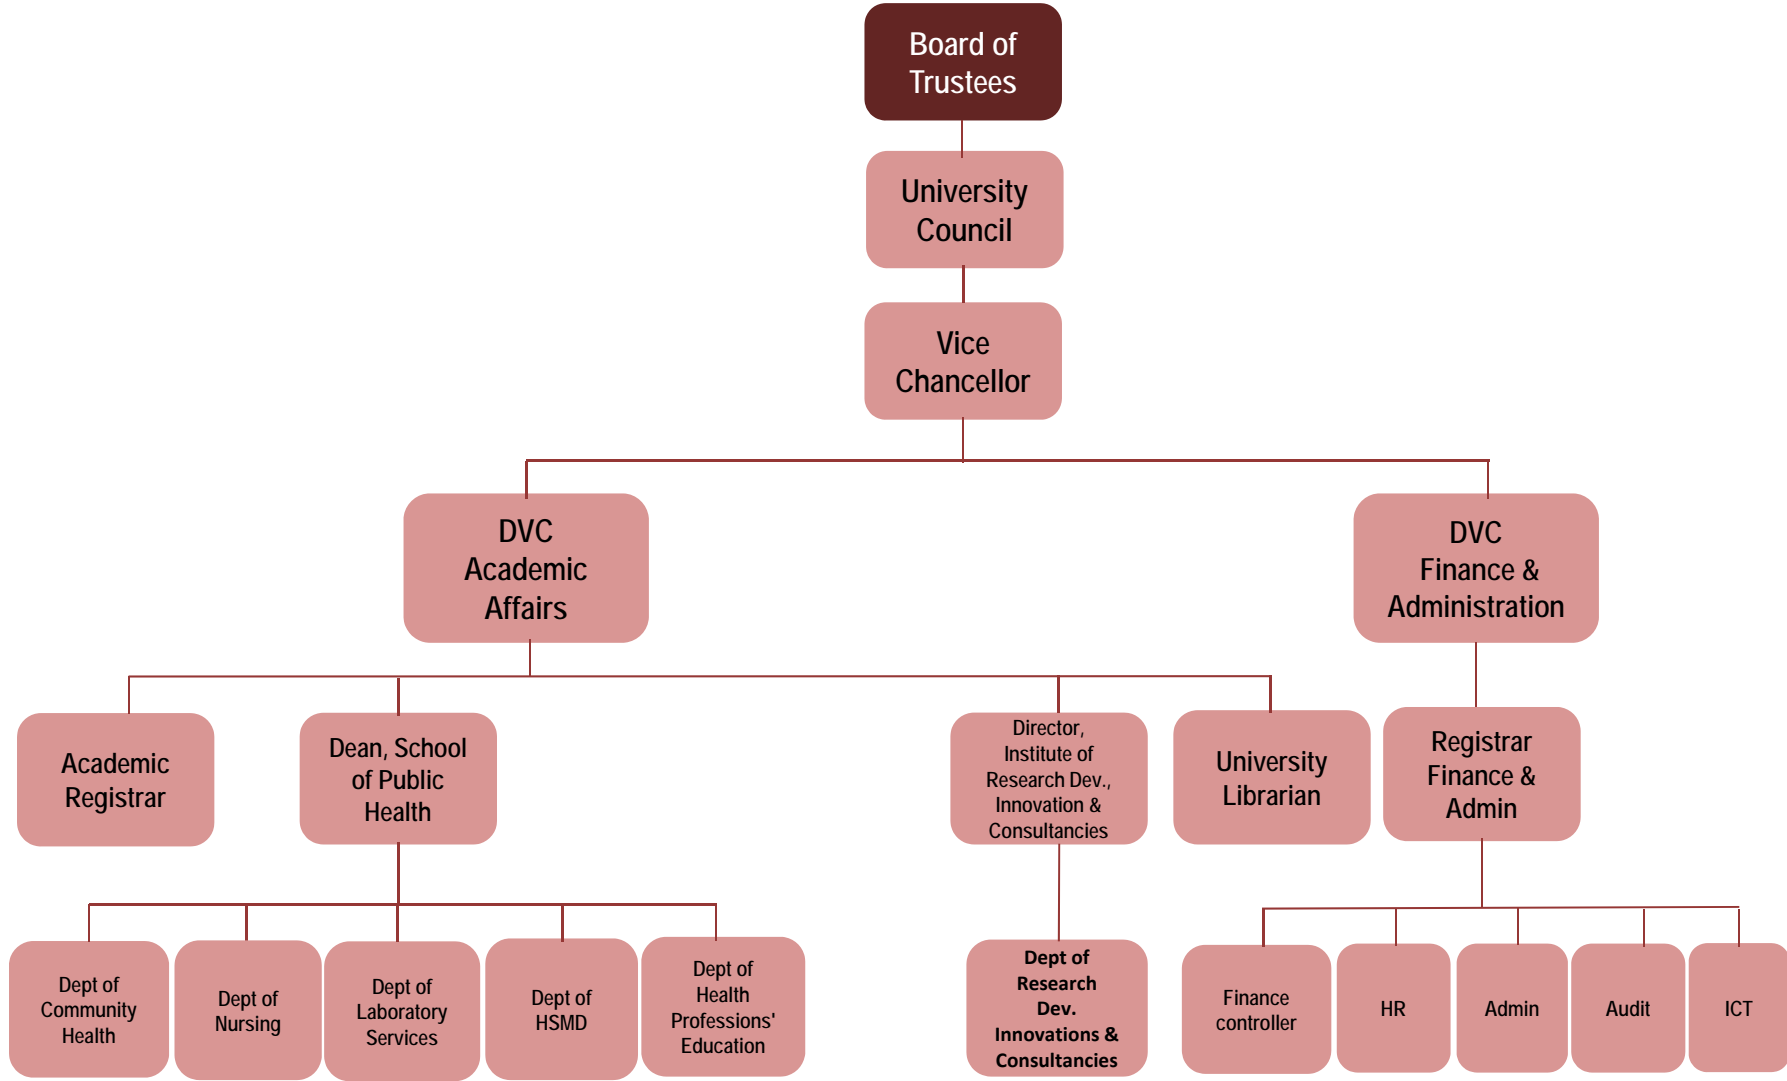 Board of
Trustees
University
Council
Vice
Chancellor
DVC
Academic
Affairs
DVC
Finance &
Administration
Academic
Registrar
Dean, School
of Public
Health
Director,
Institute of
Research Dev.,
Innovation &
Consultancies
University
Librarian
Registrar
Finance &
Admin
Dept of
Community
Health
Dept of
Nursing
Dept of
Laboratory
Services
Dept of
HSMD
Dept of
Health
Professions'
Education
Dept of
Research
Dev.
Innovations &
Consultancies
Finance
controller
HR
Admin
Audit
ICT